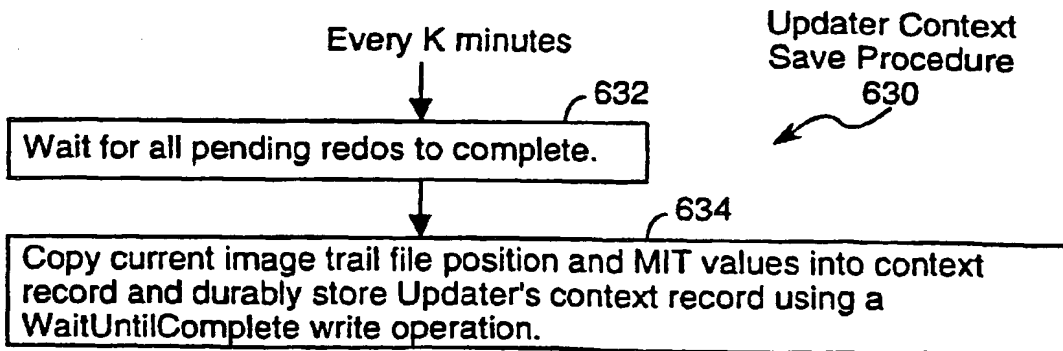 Every K minutes
Updater Context
Save Procedure
630
632
Wait for all pending redos to complete.
634
Copy current image trail file position and MIT values into context
record and durably store Updater's context record using a
WaitUntilComplete write operation.